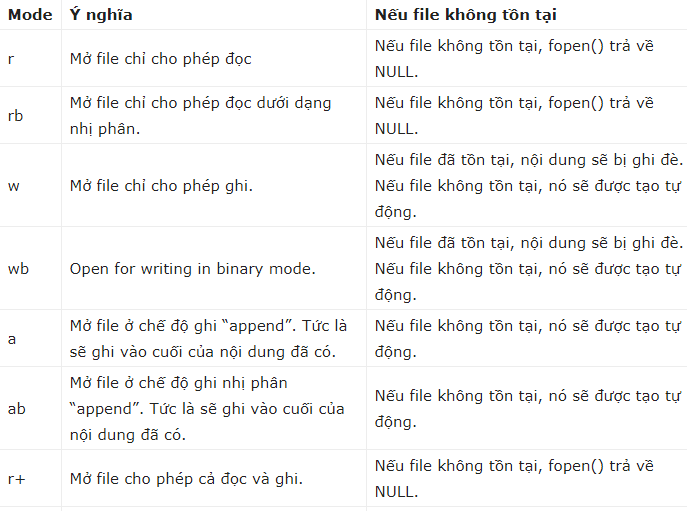 Mode Ý nghĩa Nếu file không tồn tại
r Mở file chỉ cho phép đọc Nếu file không tồn tại, fopen() trả về
NULL.
rb Mở file chỉ cho phép đọc dưới dạng
nhị phân. Nếu file không tồn tại, fopen() trả về
NULL.
w Mở file chỉ cho phép ghi. Nếu file đã tồn tại, nội dung sẽ bị ghi đè.
Nếu file không tồn tại, nó sẽ được tạo tự
động.
wb Open for writing in binary mode. Nếu file đã tồn tại, nội dung sẽ bị ghi đè.
Nếu file không tồn tại, nó sẽ được tạo tự
động.
a Mở file ở chế độ ghi “append”. Tức là
sẽ ghi vào cuối của nội dung đã có. Nếu file không tồn tại, nó sẽ được tạo tự
động.
ab Mở file ở chế độ ghi nhị phân
“append”. Tức là sẽ ghi vào cuối của
nội dung đã có. Nếu file không tồn tại, nó sẽ được tạo tự
động.
r+ Mở file cho phép cả đọc và ghi. Nếu file không tồn tại, fopen() trả về
NULL.